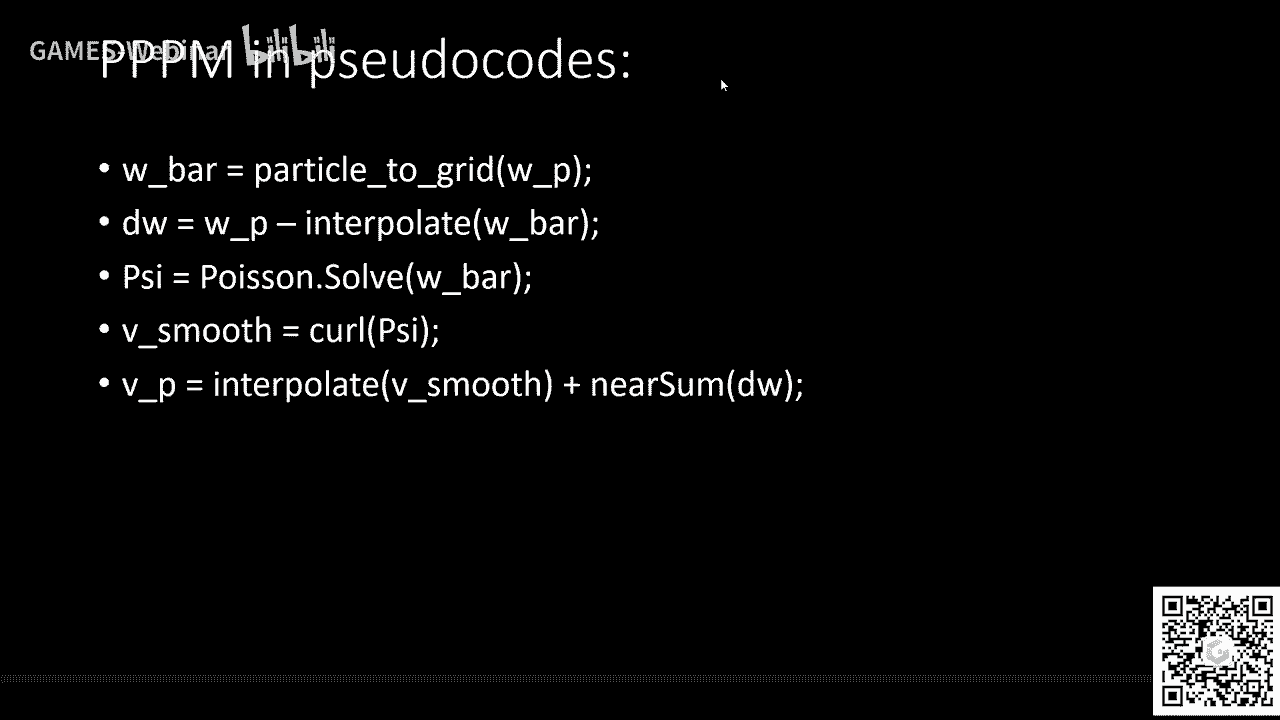 GAMES-Webinar bilibili
PPPM in pseudocodes:
• w_bar = particle_to_grid(w_p);
• dw = w_p – interpolate(w_bar);
• Psi = Poisson.Solve(w_bar);
• v_smooth = curl(Psi);
• v_p = interpolate(v_smooth) + nearSum(dw);